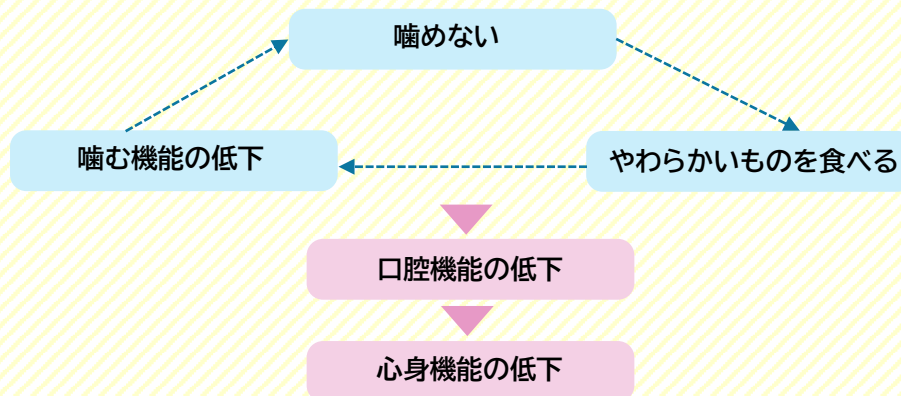 噛めない
噛む機能の低下
やわらかいものを食べる
口腔機能の低下
心身機能の低下